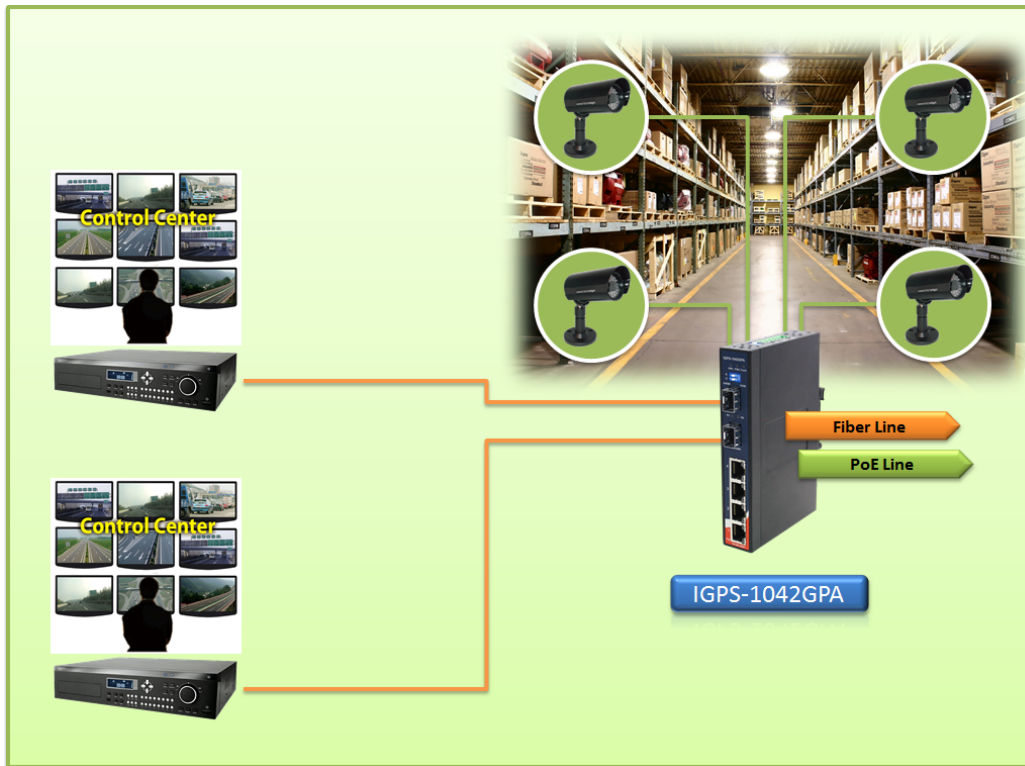 Control Center
Fiber Line
PoE Line
Control Center
IGPS-1042GPA